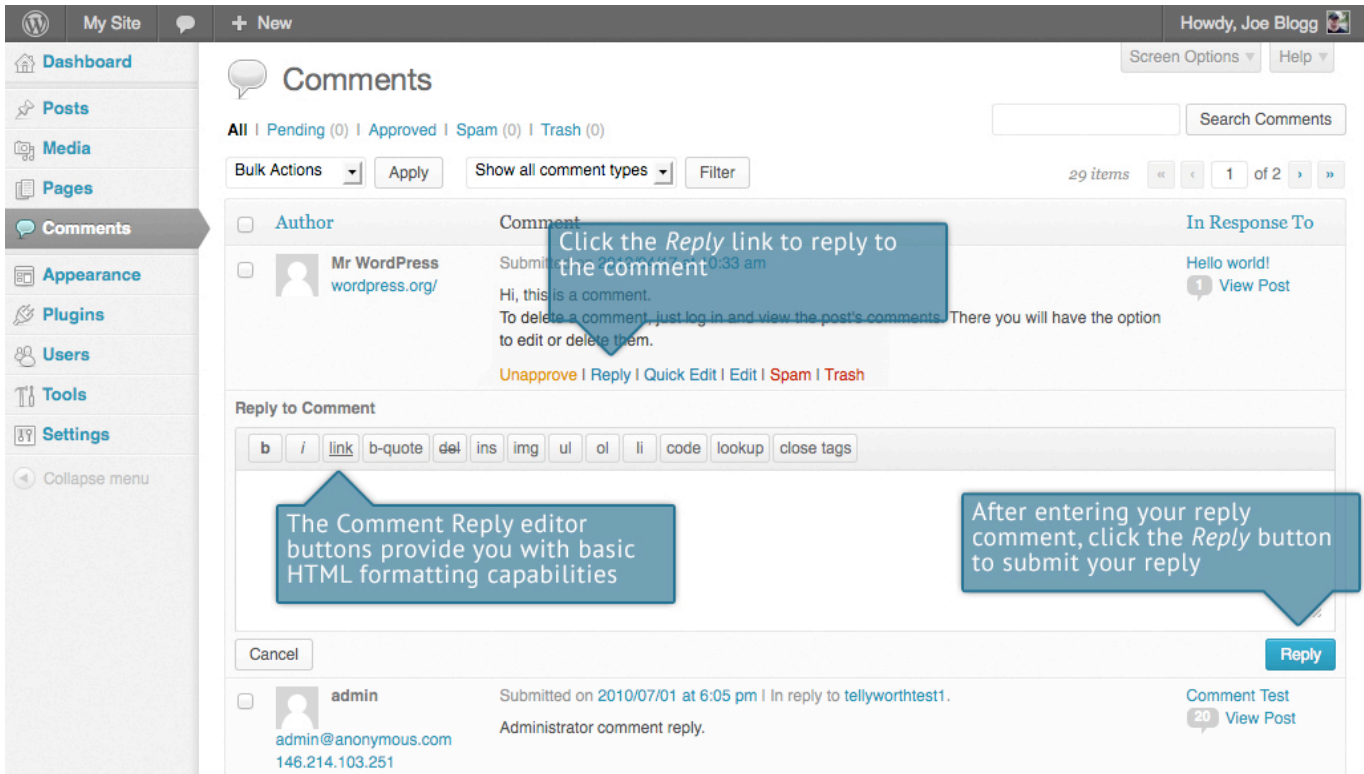 My Site + New Howdy, Joe Blogg
Screen Options Help
Dashboard
Posts
Media
Pages
Comments
Appearance
Plugins
Users
Tools
Settings
Collapse menu
Comments
All | Pending (0) | Approved | Spam (0) | Trash (0)
Search Comments
Bulk Actions Apply Show all comment types Filter
29 items « ‹ 1 of 2 › »
Author Comment In Response To
Click the Reply link to reply to
the comment
Mr WordPress
wordpress.org/
Submitted on 2012/04/17 at 10:33 am
Hi, this is a comment.
To delete a comment, just log in and view the post's comments. There you will have the option
to edit or delete them.
Unapprove | Reply | Quick Edit | Edit | Spam | Trash
Hello world!
1 View Post
Reply to Comment
b i link b-quote del ins img ul ol li code lookup close tags
The Comment Reply editor
buttons provide you with basic
HTML formatting capabilities
After entering your reply
comment, click the Reply button
to submit your reply
Cancel Reply
admin
admin@anonymous.com
146.214.103.251
Submitted on 2010/07/01 at 6:05 pm | In reply to tellyworthtest1.
Administrator comment reply.
Comment Test
20 View Post